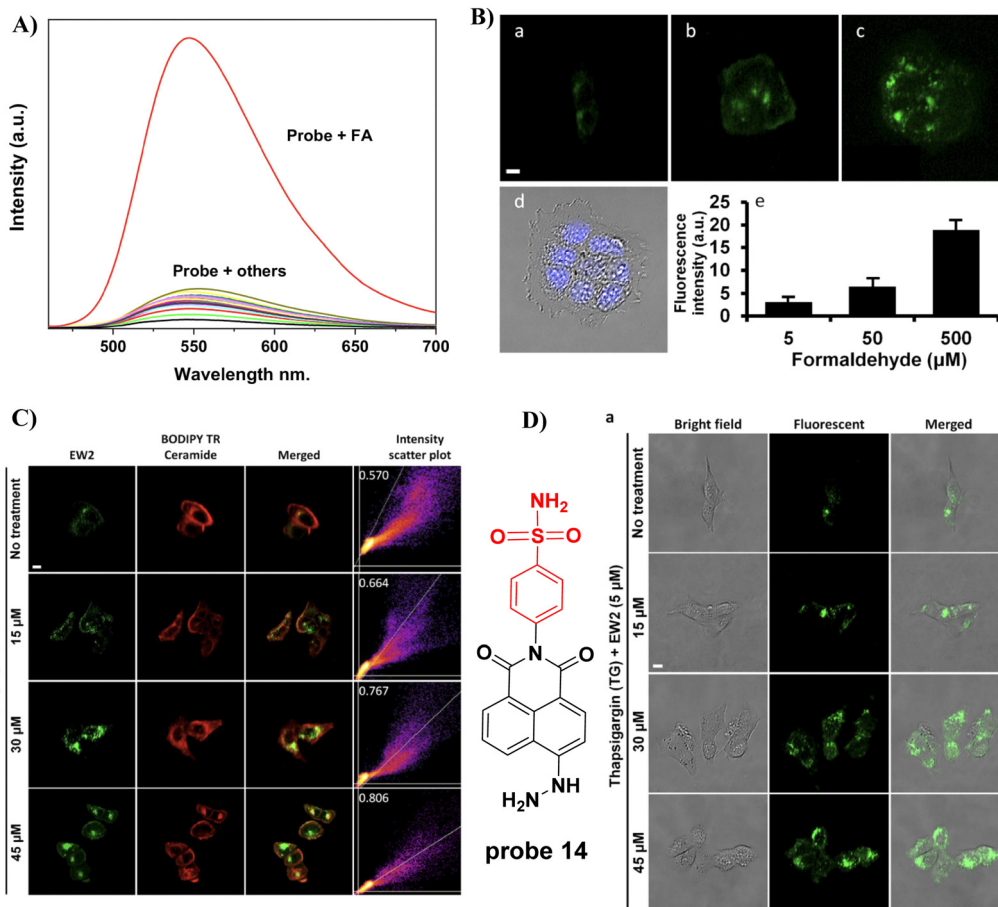 A)
Intensity (a.u.)
Probe + FA
Probe + others
500 550 600 650 700
Wavelength nm.
B)
a
b
c
d
e
Fluorescence
intensity (a.u.)
25
20
15
10
5
0
5 50 500
Formaldehyde (µM)
C)
EW2
BODIPY TR
Ceramide
Merged
Intensity
scatter plot
No treatment
0.570
15 µM
0.664
30 µM
0.767
45 µM
0.806
NH2
O S O
O N O
H2N N NH
probe 14
D)
a
Bright field
Fluorescent
Merged
Thapsigargin (TG) + EW2 (5 µM)
No treatment
15 µM
30 µM
45 µM